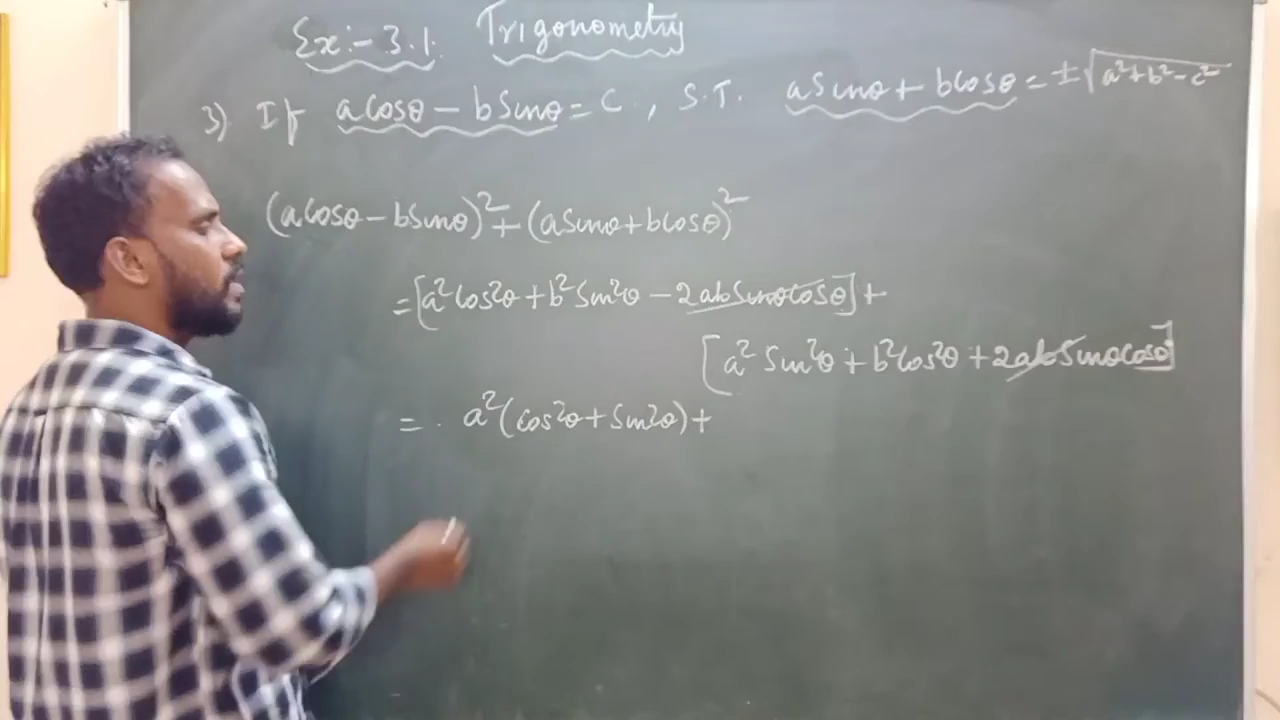 Ex:- 3.1. Trigonometry
3) If acosθ - bsinθ = c, S.T. asinθ + bcosθ = ±√a²+b²-c²
(acosθ - bsinθ)² + (asinθ + bcosθ)²
= [a²cos²θ + b²sin²θ - 2absinθcosθ] +
[a²sin²θ + b²cos²θ + 2absinθcosθ]
= a²(cos²θ + sin²θ) +